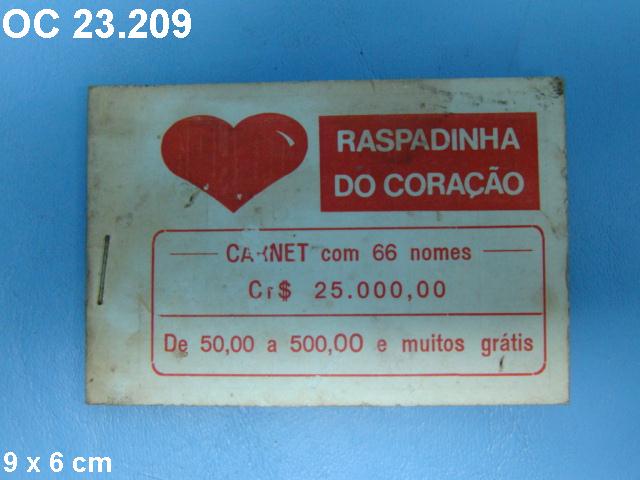 OC 23.209
RASPADINHA
DO CORAÇÃO
CARNET com 66 nomes
Cr$ 25.000,00
De 50,00 a 500,00 e muitos grátis
9 x 6 cm